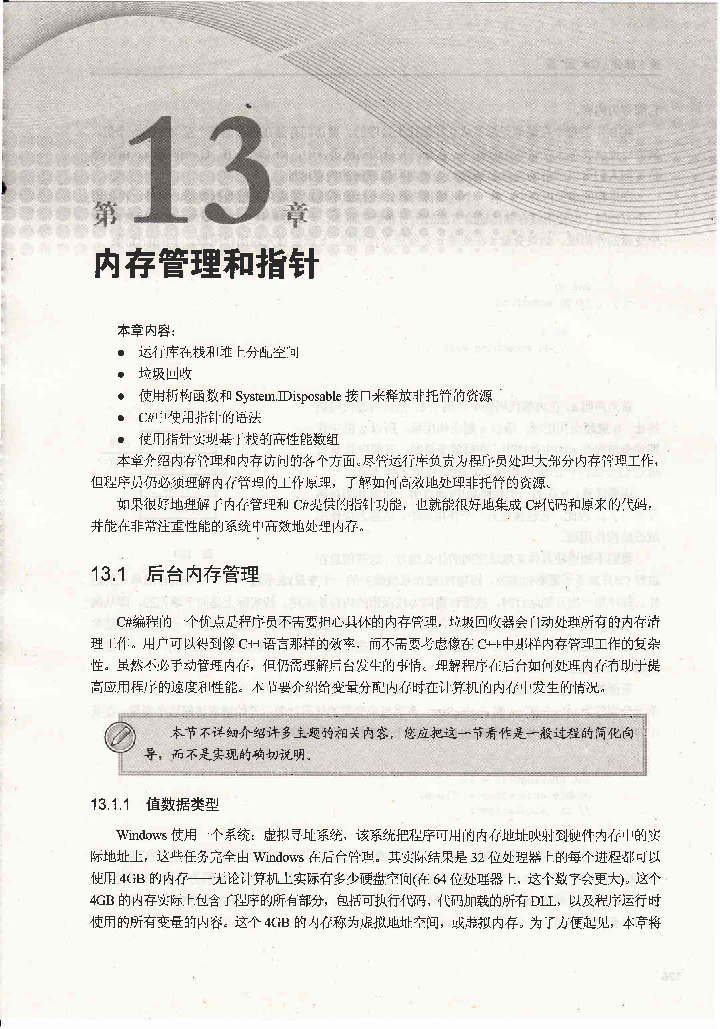 第13章
内存管理和指针
本章内容：
● 运行库在栈和堆上分配空间
● 垃圾回收
● 使用析构函数和 System.IDisposable 接口来释放非托管的资源
● C#中使用指针的语法
● 使用指针实现基于栈的高性能数组
本章介绍内存管理和内存访问的各个方面。尽管运行库负责为程序员处理大部分内存管理工作，
但程序员仍必须理解内存管理的工作原理，了解如何高效地处理非托管的资源。
如果很好地理解了内存管理和 C#提供的指针功能，也就能很好地集成 C#代码和原来的代码，
并能在非常注重性能的系统中高效地处理内存。
13.1 后台内存管理
C#编程的一个优点是程序员不需要担心具体的内存管理，垃圾回收器会自动处理所有的内存清
理工作。用户可以得到像 C++语言那样的效率，而不需要考虑像在 C++中那样内存管理工作的复杂
性。虽然不必手动管理内存，但仍需理解后台发生的事情。理解程序在后台如何处理内存有助于提
高应用程序的速度和性能。本节要介绍给变量分配内存时在计算机的内存中发生的情况。
本节不详细介绍许多主题的相关内容，您应把这一节看作是一般过程的简化向
导，而不是实现的确切说明。
13.1.1 值数据类型
Windows 使用一个系统：虚拟寻址系统，该系统把程序可用的内存地址映射到硬件内存中的实
际地址上，这些任务完全由 Windows 在后台管理。其实际结果是 32 位处理器上的每个进程都可以
使用 4GB 的内存——无论计算机上实际有多少硬盘空间(在 64 位处理器上，这个数字会更大)。这个
4GB 的内存实际上包含了程序的所有部分，包括可执行代码、代码加载的所有 DLL，以及程序运行时
使用的所有变量的内容。这个 4GB 的内存称为虚拟地址空间，或虚拟内存。为了方便起见，本章将